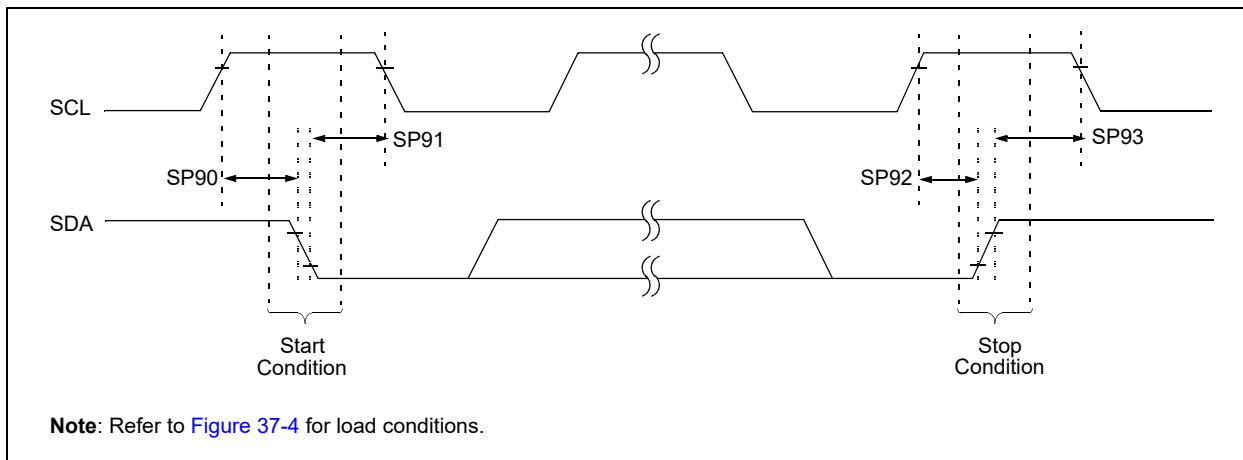 SCL
SP91
SP93
SP90
SP92
SDA
Start
Condition
Stop
Condition
Note: Refer to Figure 37-4 for load conditions.